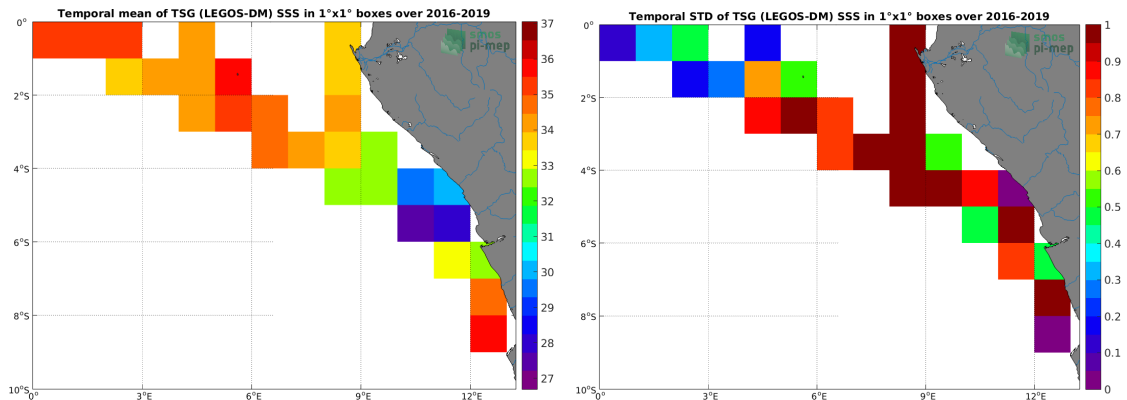 Temporal mean of TSG (LEGOS-DM) SSS in 1°x1° boxes over 2016-2019
smos
pi-mep
0°
2°S
4°S
6°S
8°S
10°S
0°
3°E
6°E
9°E
12°E
37
36
35
34
33
32
31
30
29
28
27
Temporal STD of TSG (LEGOS-DM) SSS in 1°x1° boxes over 2016-2019
smos
pi-mep
0°
2°S
4°S
6°S
8°S
10°S
0°
3°E
6°E
9°E
12°E
1
0.9
0.8
0.7
0.6
0.5
0.4
0.3
0.2
0.1
0